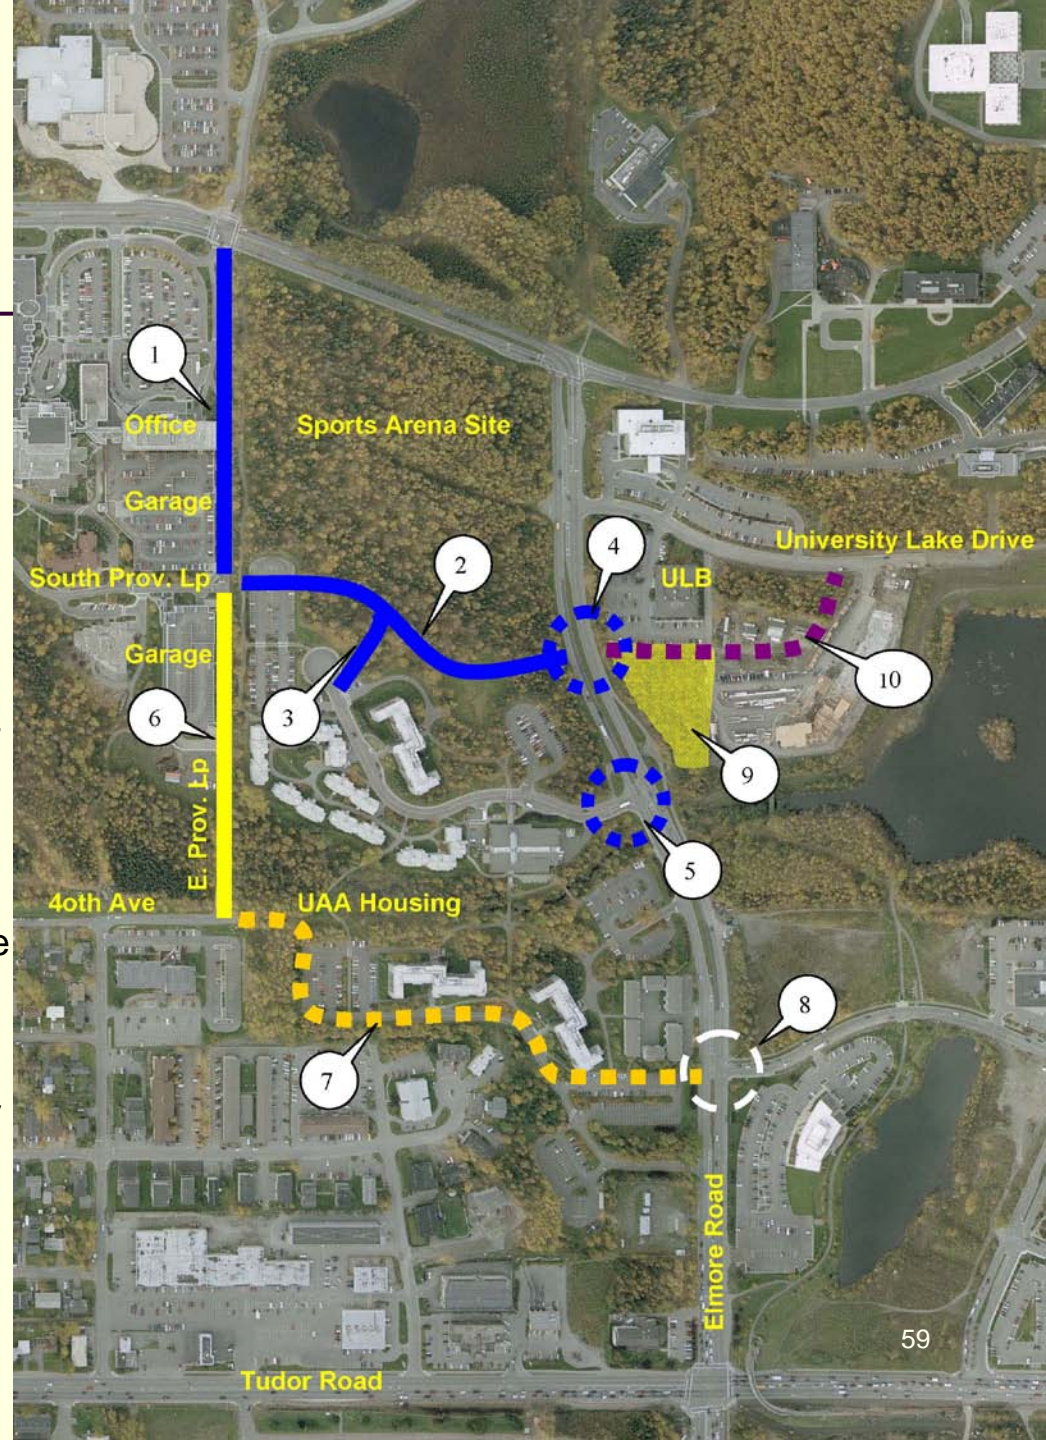 1
Office
Sports Arena Site
Garage
4
University Lake Drive
2
South Prov. Lp
ULB
Garage
10
6
3
9
E. Prov. Lp
5
4oth Ave
UAA Housing
e
8
7
Elmore Road
59
Tudor Road